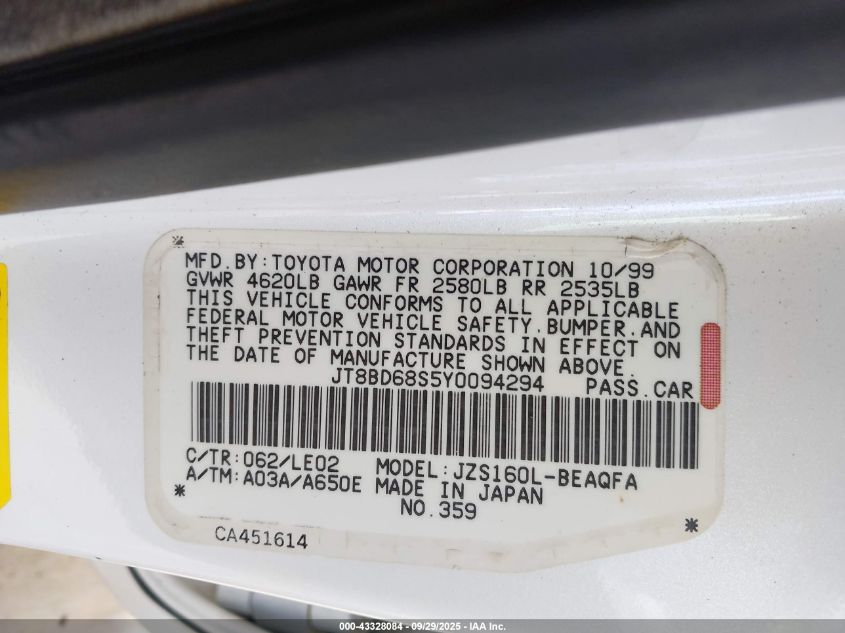 MFD.BY:TOYOTA MOTOR CORPORATION 10/99
GVWR 4620LB GAWR FR 2580LB RR 2535LB
THIS VEHICLE CONFORMS TO ALL APPLICABLE
FEDERAL MOTOR VEHICLE SAFETY,BUMPER,AND
THEFT PREVENTION STANDARDS IN EFFECT ON
THE DATE OF MANUFACTURE SHOWN ABOVE.
JT8BD68S5Y0094294 PASS.CAR
C/TR:062/LE02 MODEL:JZS160L-BEAQFA
A/TM:A03A/A650E MADE IN JAPAN
NO.359
CA451614
000-43328084 - 09/29/2025 - IAA Inc.